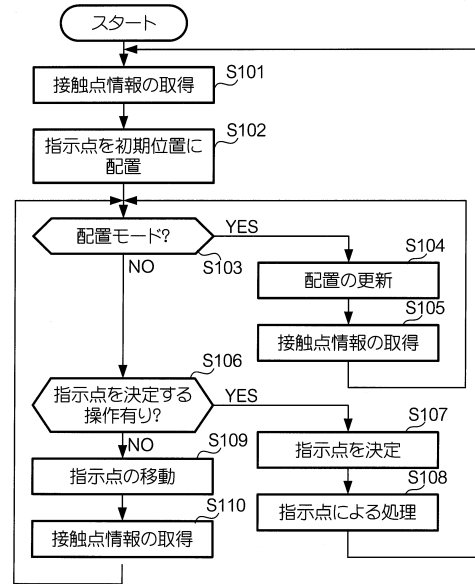 スタート
接触点情報の取得
S101
指示点を初期位置に
配置
S102
配置モード?
YES
S103
NO
S104
配置の更新
S105
接触点情報の取得
S106
指示点を決定する
操作有り?
YES
NO
S107
指示点を決定
S108
指示点による処理
S109
指示点の移動
S110
接触点情報の取得